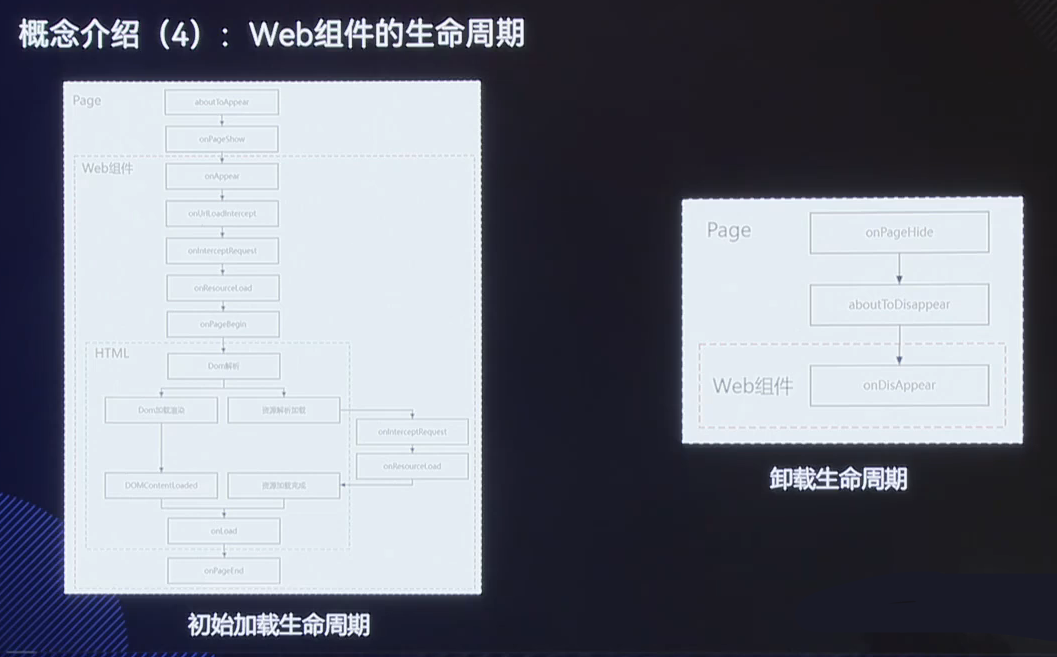 概念介绍（4）：Web组件的生命周期
Page
aboutToAppear
onPageShow
Web组件
onAppear
onUrlLoadIntercept
onInterceptRequest
onResourceLoad
onPageBegin
HTML
Dom解析
Dom加载渲染
资源解析加载
onInterceptRequest
onResourceLoad
DOMContentLoaded
资源加载完成
onLoad
onPageEnd
初始加载生命周期
Page
onPageHide
aboutToDisappear
Web组件
onDisAppear
卸载生命周期